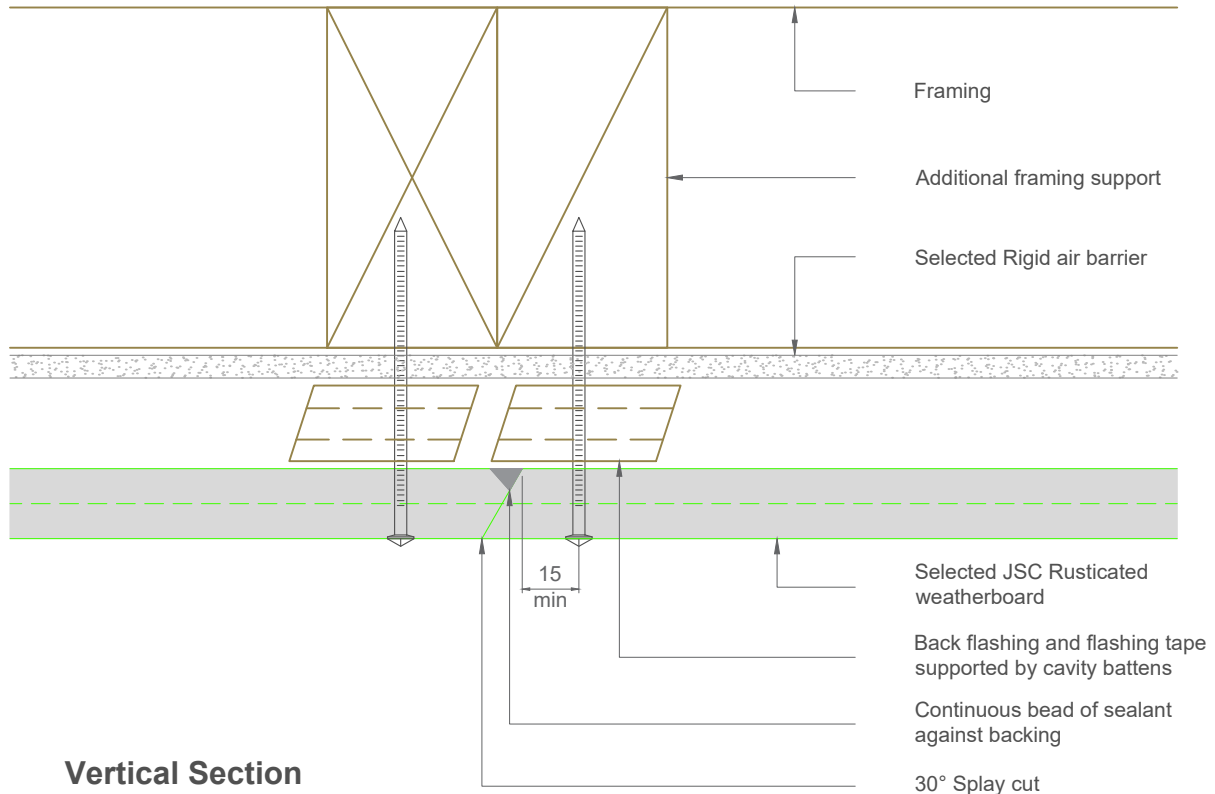 Framing
Additional framing support
Selected Rigid air barrier
15
min
Selected JSC Rusticated
weatherboard
Back flashing and flashing tape
supported by cavity battens
Continuous bead of sealant
against backing
30° Splay cut
Vertical Section